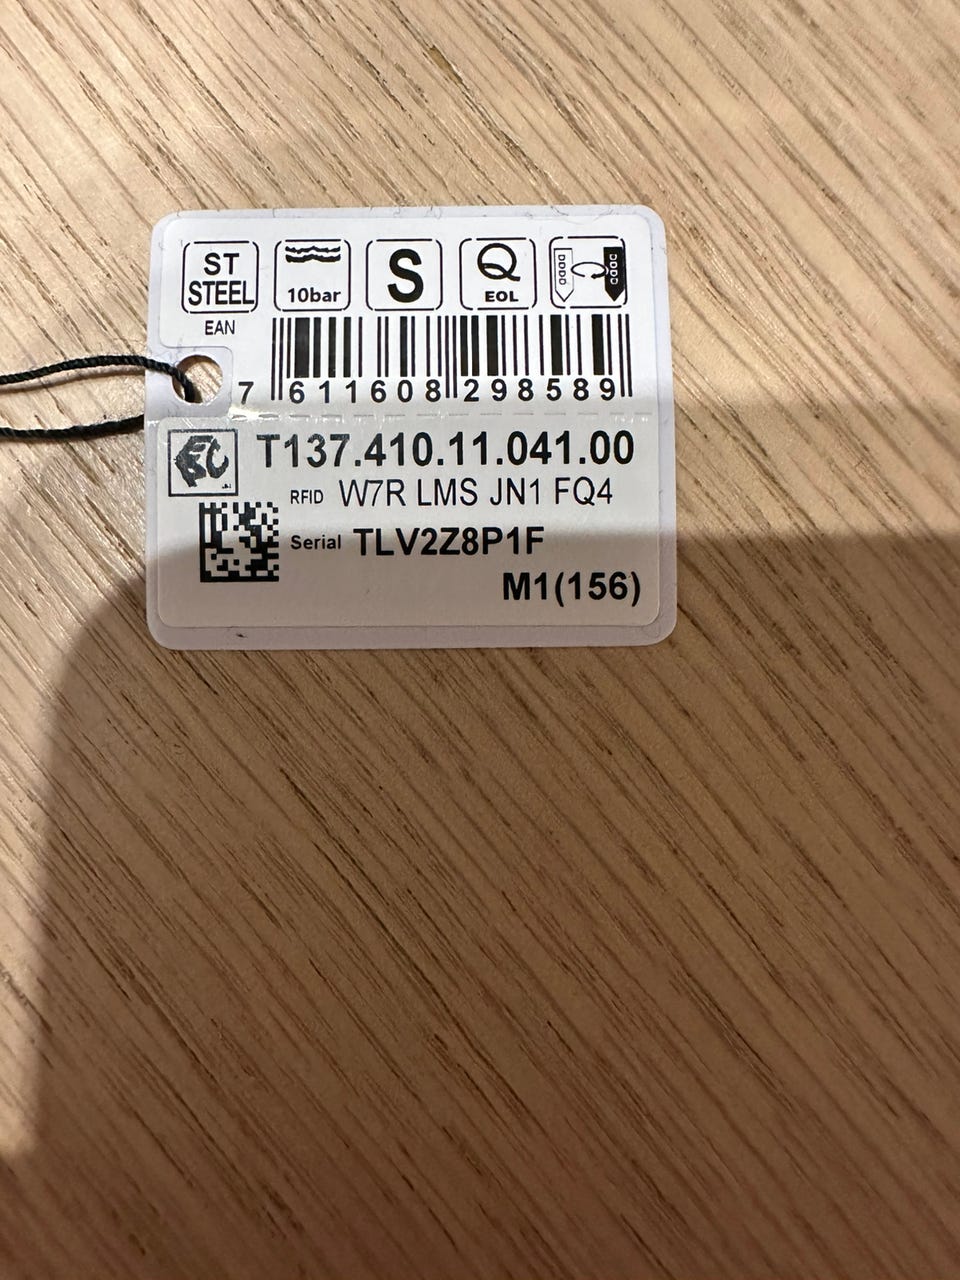 ST
STEEL
10bar
S
Q
EOL
EAN
7 611608 298589
T137.410.11.041.00
RFID W7R LMS JN1 FQ4
Serial TLV2Z8P1F
M1(156)